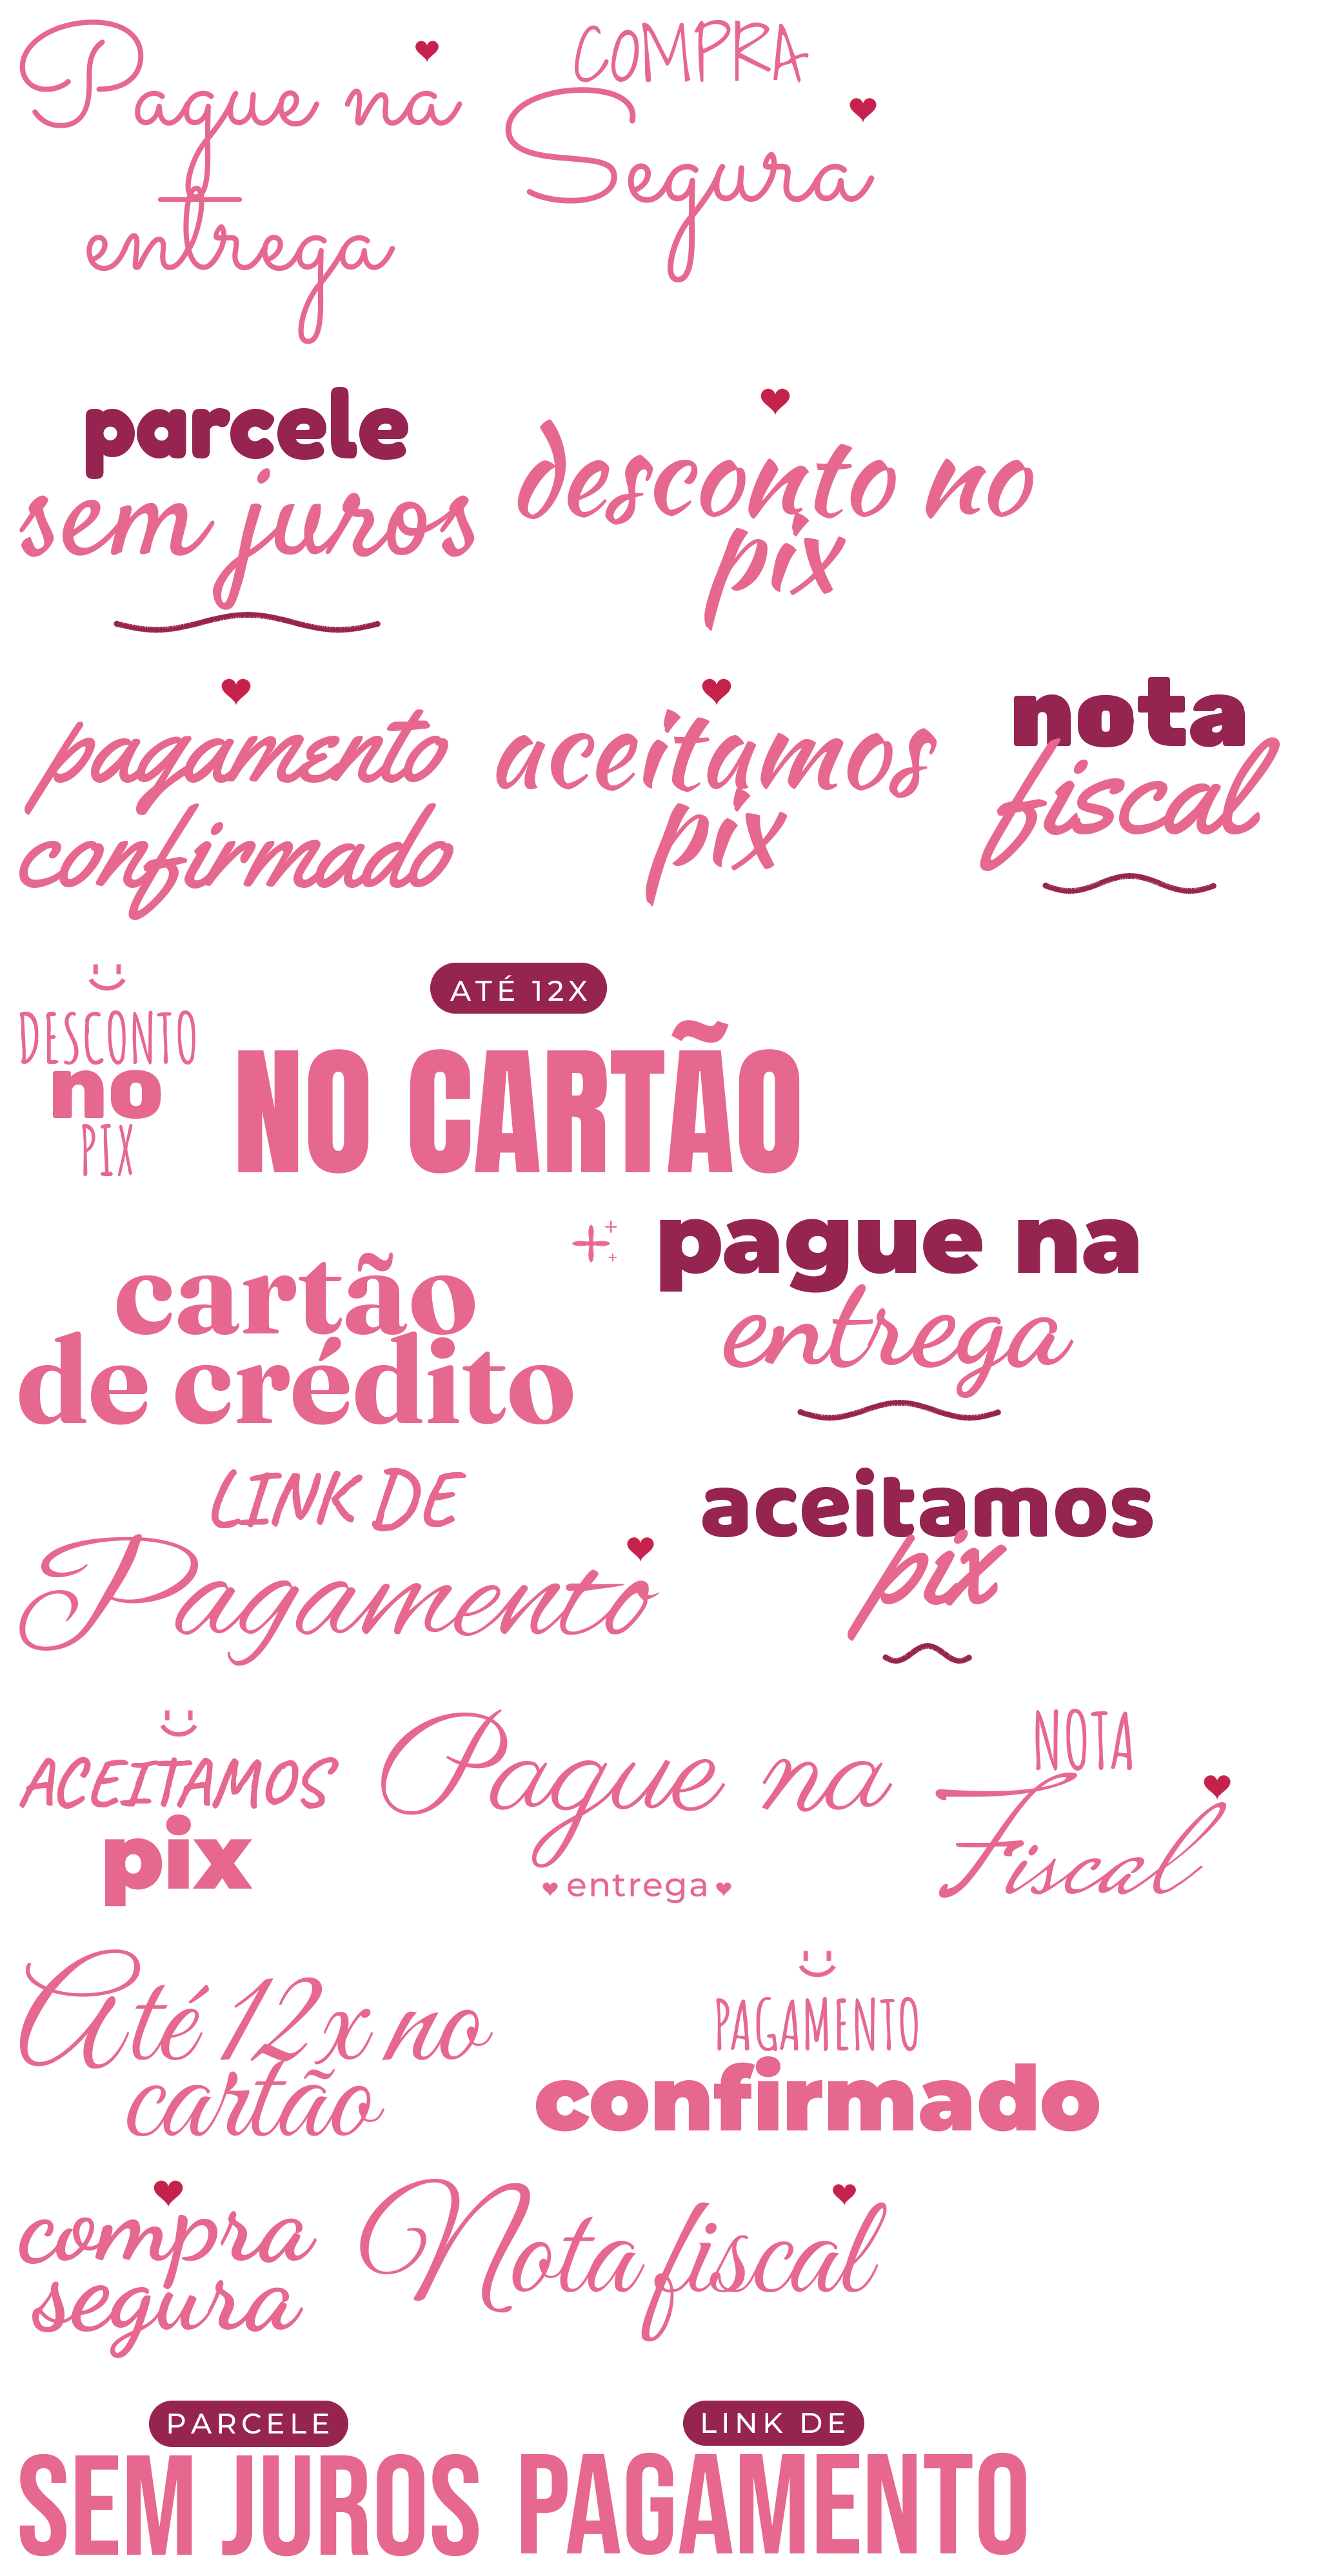 Pague na
entrega
COMPRA
Segura
parcele
sem juros
desconto no
pix
pagamento
confirmado
aceitamos
pix
nota
fiscal
DESCONTO
no
PIX
ATÉ 12X
NO CARTÃO
cartão
de crédito
pague na
entrega
LINK DE
Pagamento
aceitamos
pix
ACEITAMOS
pix
Pague na
entrega
NOTA
Fiscal
Até 12x no
cartão
PAGAMENTO
confirmado
compra
segura
Nota fiscal
PARCELE
SEM JUROS
LINK DE
PAGAMENTO